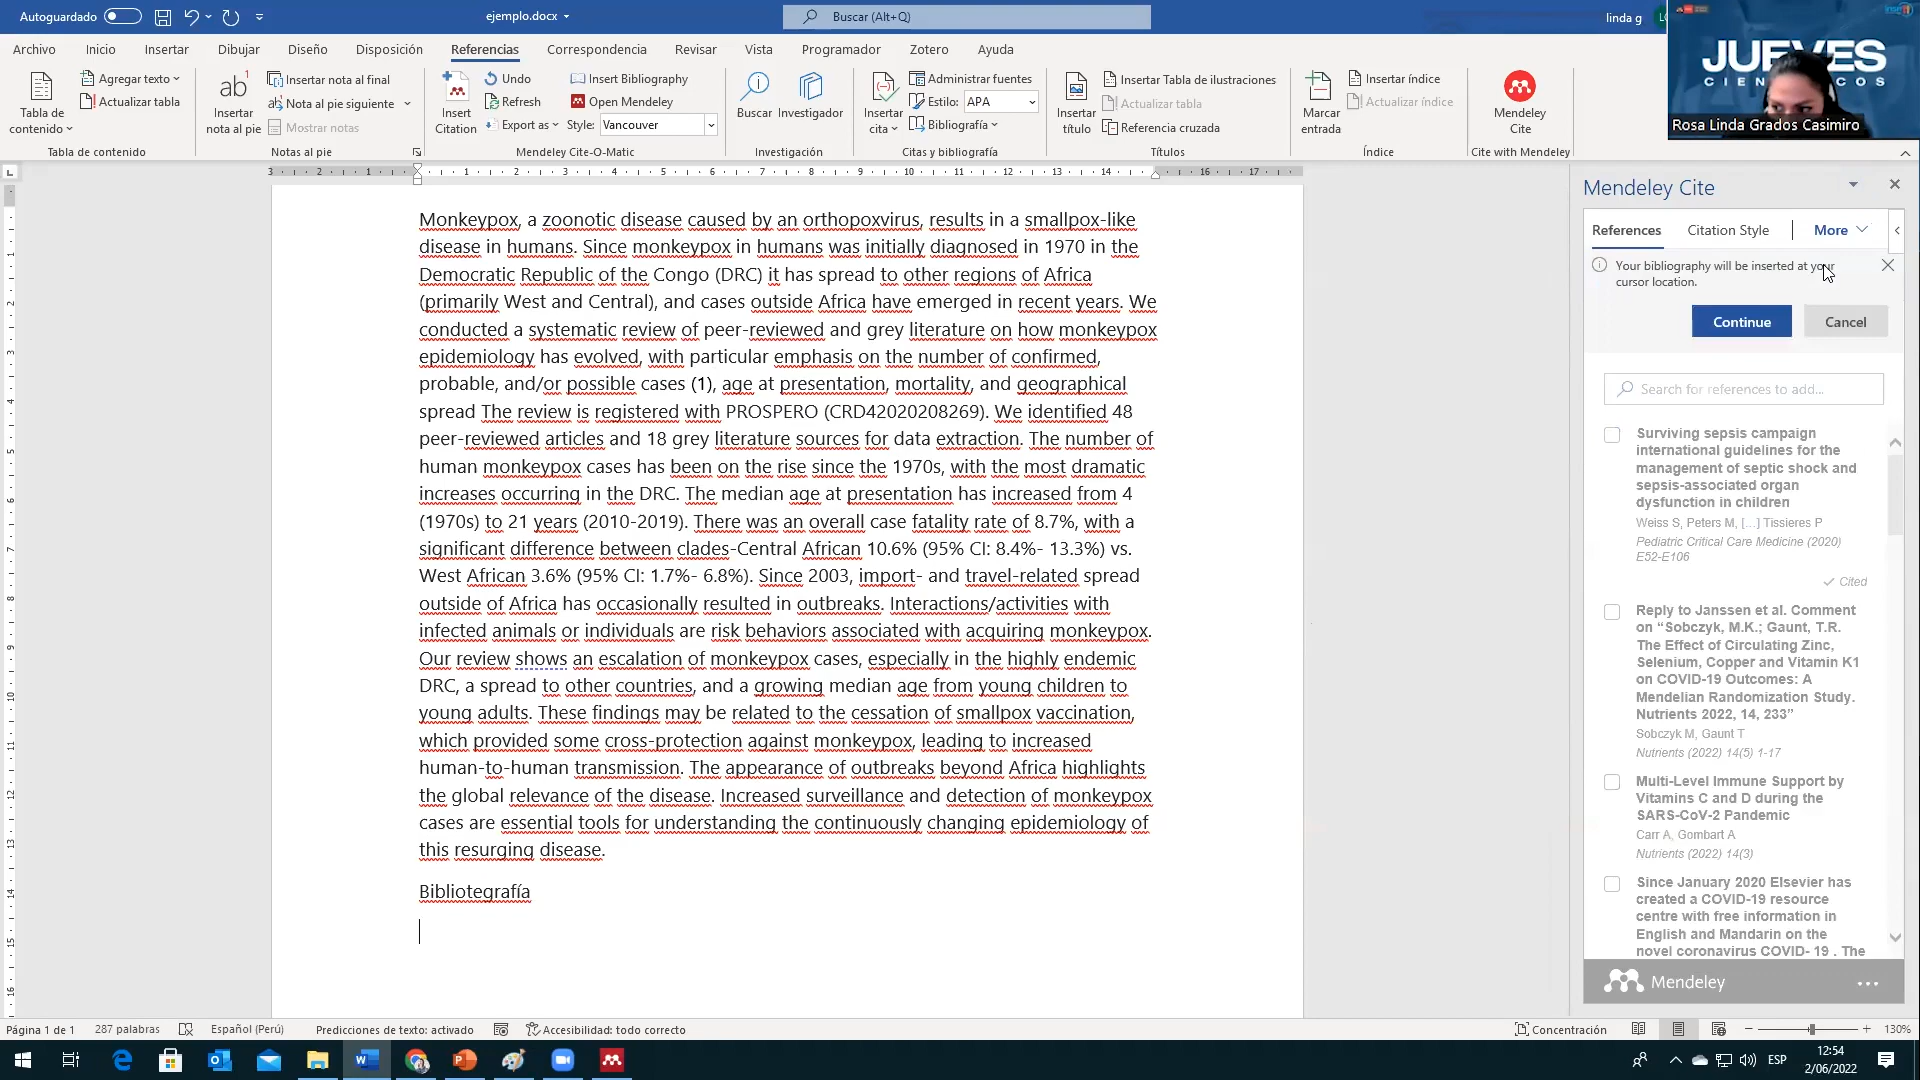 Autoguardado
ejemplo.docx
Buscar (Alt+Q)
linda g
Archivo Inicio Insertar Dibujar Diseño Disposición Referencias Correspondencia Revisar Vista Programador Zotero Ayuda
Tabla de contenido
Agregar texto
Actualizar tabla
Tabla de contenido
Insertar nota al pie
Insertar nota al final
Nota al pie siguiente
Mostrar notas
Notas al pie
Insert Citation
Undo
Refresh
Export as
Insert Bibliography
Open Mendeley
Style: Vancouver
Mendeley Cite-O-Matic
Buscar Investigador
Investigación
Insertar cita
Administrar fuentes
Estilo: APA
Bibliografía
Citas y bibliografía
Insertar título
Insertar Tabla de ilustraciones
Actualizar tabla
Referencia cruzada
Títulos
Marcar entrada
Insertar índice
Actualizar índice
Índice
Mendeley Cite
Cite with Mendeley
JUEVES
Rosa Linda Grados Casimiro
3 2 1 1 2 3 4 5 6 7 8 9 10 11 12 13 14 16 17
Monkeypox, a zoonotic disease caused by an orthopoxvirus, results in a smallpox-like
disease in humans. Since monkeypox in humans was initially diagnosed in 1970 in the
Democratic Republic of the Congo (DRC) it has spread to other regions of Africa
(primarily West and Central), and cases outside Africa have emerged in recent years. We
conducted a systematic review of peer-reviewed and grey literature on how monkeypox
epidemiology has evolved, with particular emphasis on the number of confirmed,
probable, and/or possible cases (1), age at presentation, mortality, and geographical
spread The review is registered with PROSPERO (CRD42020208269). We identified 48
peer-reviewed articles and 18 grey literature sources for data extraction. The number of
human monkeypox cases has been on the rise since the 1970s, with the most dramatic
increases occurring in the DRC. The median age at presentation has increased from 4
(1970s) to 21 years (2010-2019). There was an overall case fatality rate of 8.7%, with a
significant difference between clades-Central African 10.6% (95% CI: 8.4%- 13.3%) vs.
West African 3.6% (95% CI: 1.7%- 6.8%). Since 2003, import- and travel-related spread
outside of Africa has occasionally resulted in outbreaks. Interactions/activities with
infected animals or individuals are risk behaviors associated with acquiring monkeypox.
Our review shows an escalation of monkeypox cases, especially in the highly endemic
DRC, a spread to other countries, and a growing median age from young children to
young adults. These findings may be related to the cessation of smallpox vaccination,
which provided some cross-protection against monkeypox, leading to increased
human-to-human transmission. The appearance of outbreaks beyond Africa highlights
the global relevance of the disease. Increased surveillance and detection of monkeypox
cases are essential tools for understanding the continuously changing epidemiology of
this resurging disease.
Bibliotegrafía
Mendeley Cite
References Citation Style More
Your bibliography will be inserted at your
cursor location.
Continue Cancel
Search for references to add...
Surviving sepsis campaign
international guidelines for the
management of septic shock and
sepsis-associated organ
dysfunction in children
Weiss S, Peters M, [...] Tissieres P
Pediatric Critical Care Medicine (2020)
E52-E106
Cited
Reply to Janssen et al. Comment
on “Sobczyk, M.K.; Gaunt, T.R.
The Effect of Circulating Zinc,
Selenium, Copper and Vitamin K1
on COVID-19 Outcomes: A
Mendelian Randomization Study.
Nutrients 2022, 14, 233”
Sobczyk M, Gaunt T
Nutrients (2022) 14(5) 1-17
Multi-Level Immune Support by
Vitamins C and D during the
SARS-CoV-2 Pandemic
Carr A, Gombart A
Nutrients (2022) 14(3)
Since January 2020 Elsevier has
created a COVID-19 resource
centre with free information in
English and Mandarin on the
novel coronavirus COVID- 19 . The
Mendeley
Página 1 de 1 287 palabras Español (Perú) Predicciones de texto: activado Accesibilidad: todo correcto
Concentración 130%
ESP
12:54
2/06/2022